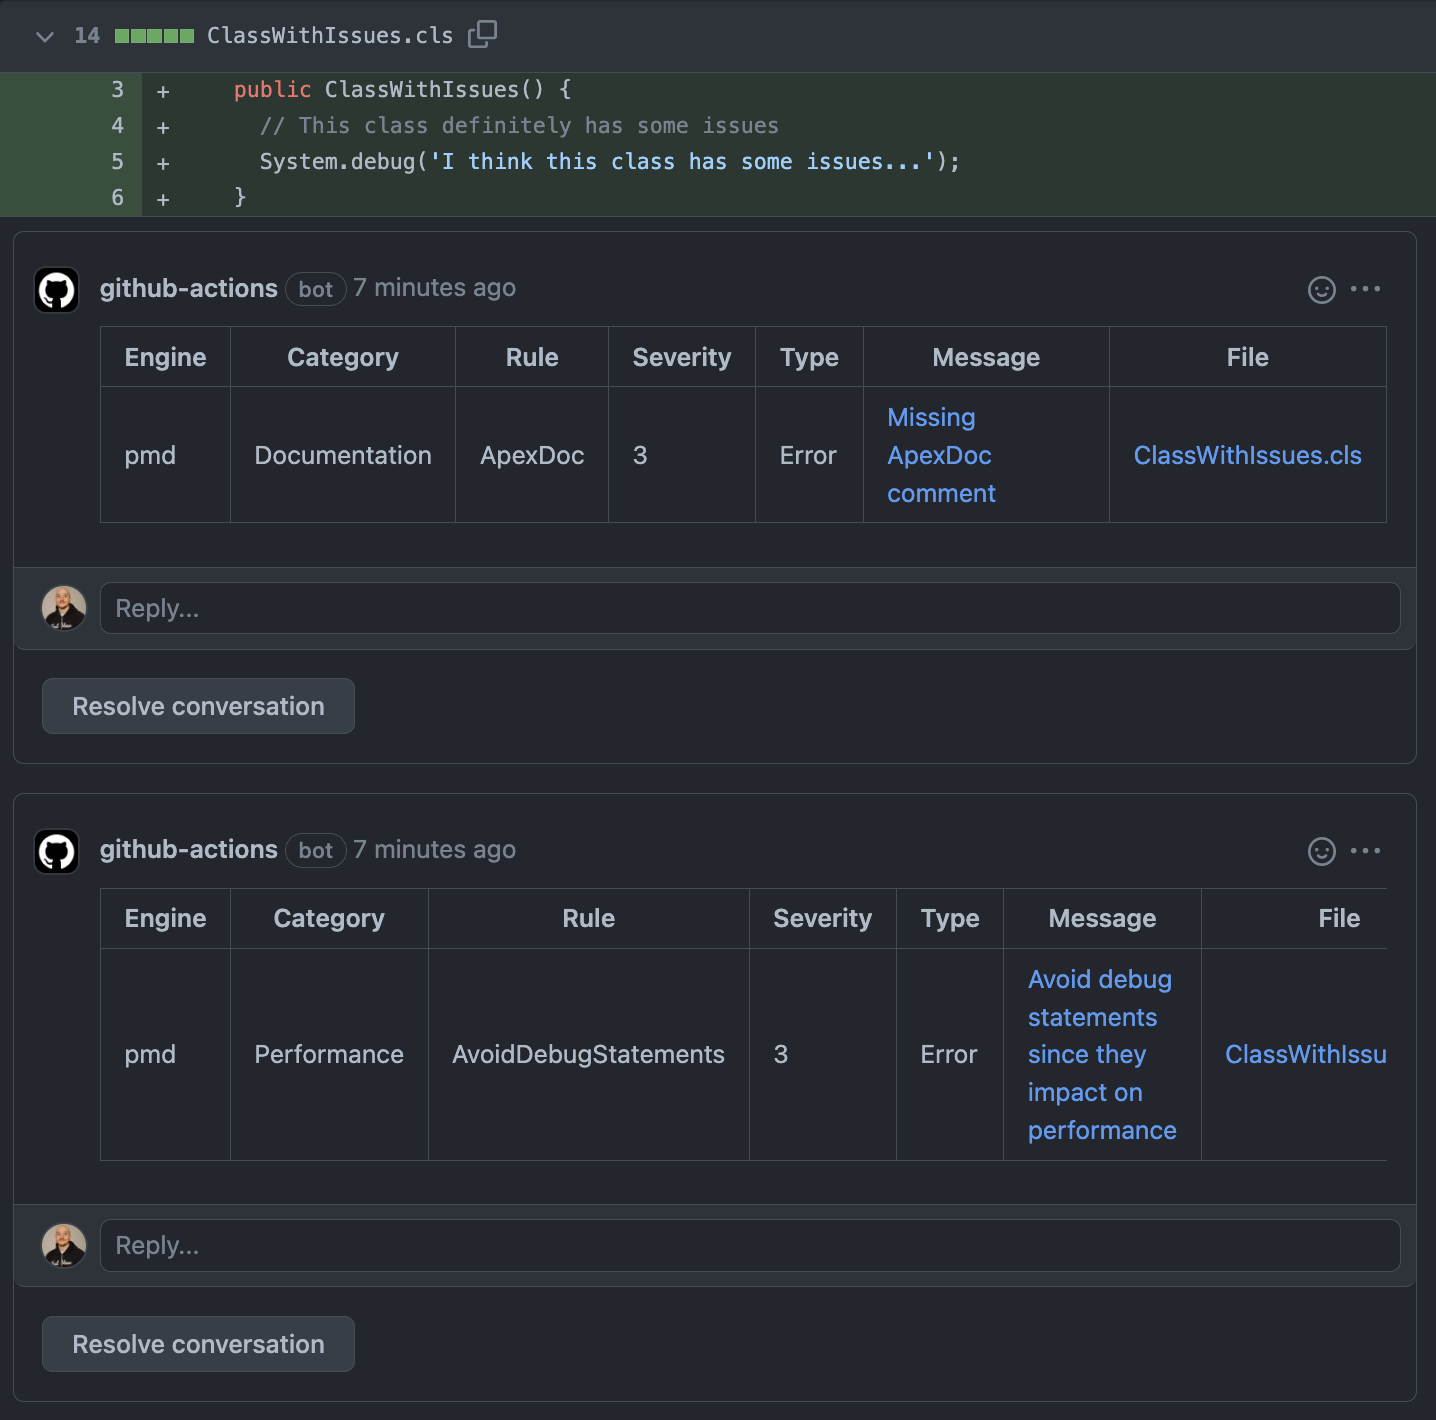 14 ClassWithIssues.cls
3 + public ClassWithIssues() {
4 + // This class definitely has some issues
5 + System.debug('I think this class has some issues...');
6 + }
github-actions bot 7 minutes ago
Engine Category Rule Severity Type Message File
pmd Documentation ApexDoc 3 Error Missing ApexDoc comment ClassWithIssues.cls
Reply...
Resolve conversation
github-actions bot 7 minutes ago
Engine Category Rule Severity Type Message File
pmd Performance AvoidDebugStatements 3 Error Avoid debug statements since they impact on performance ClassWithIssu
Reply...
Resolve conversation